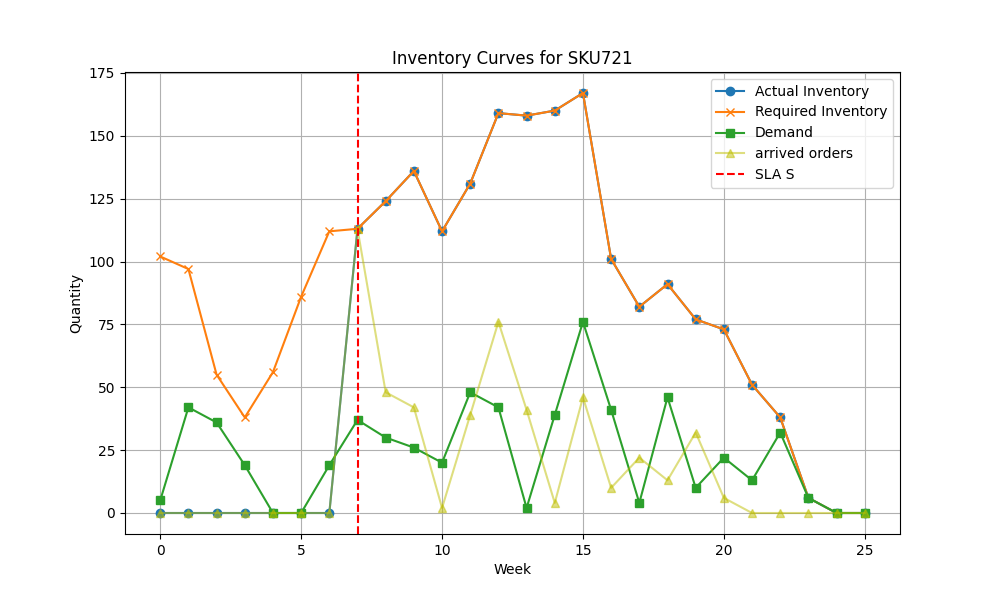 Inventory Curves for SKU721
Actual Inventory
Required Inventory
Demand
arrived orders
SLA S
Quantity
175
150
125
100
75
50
25
0
0 5 10 15 20 25
Week